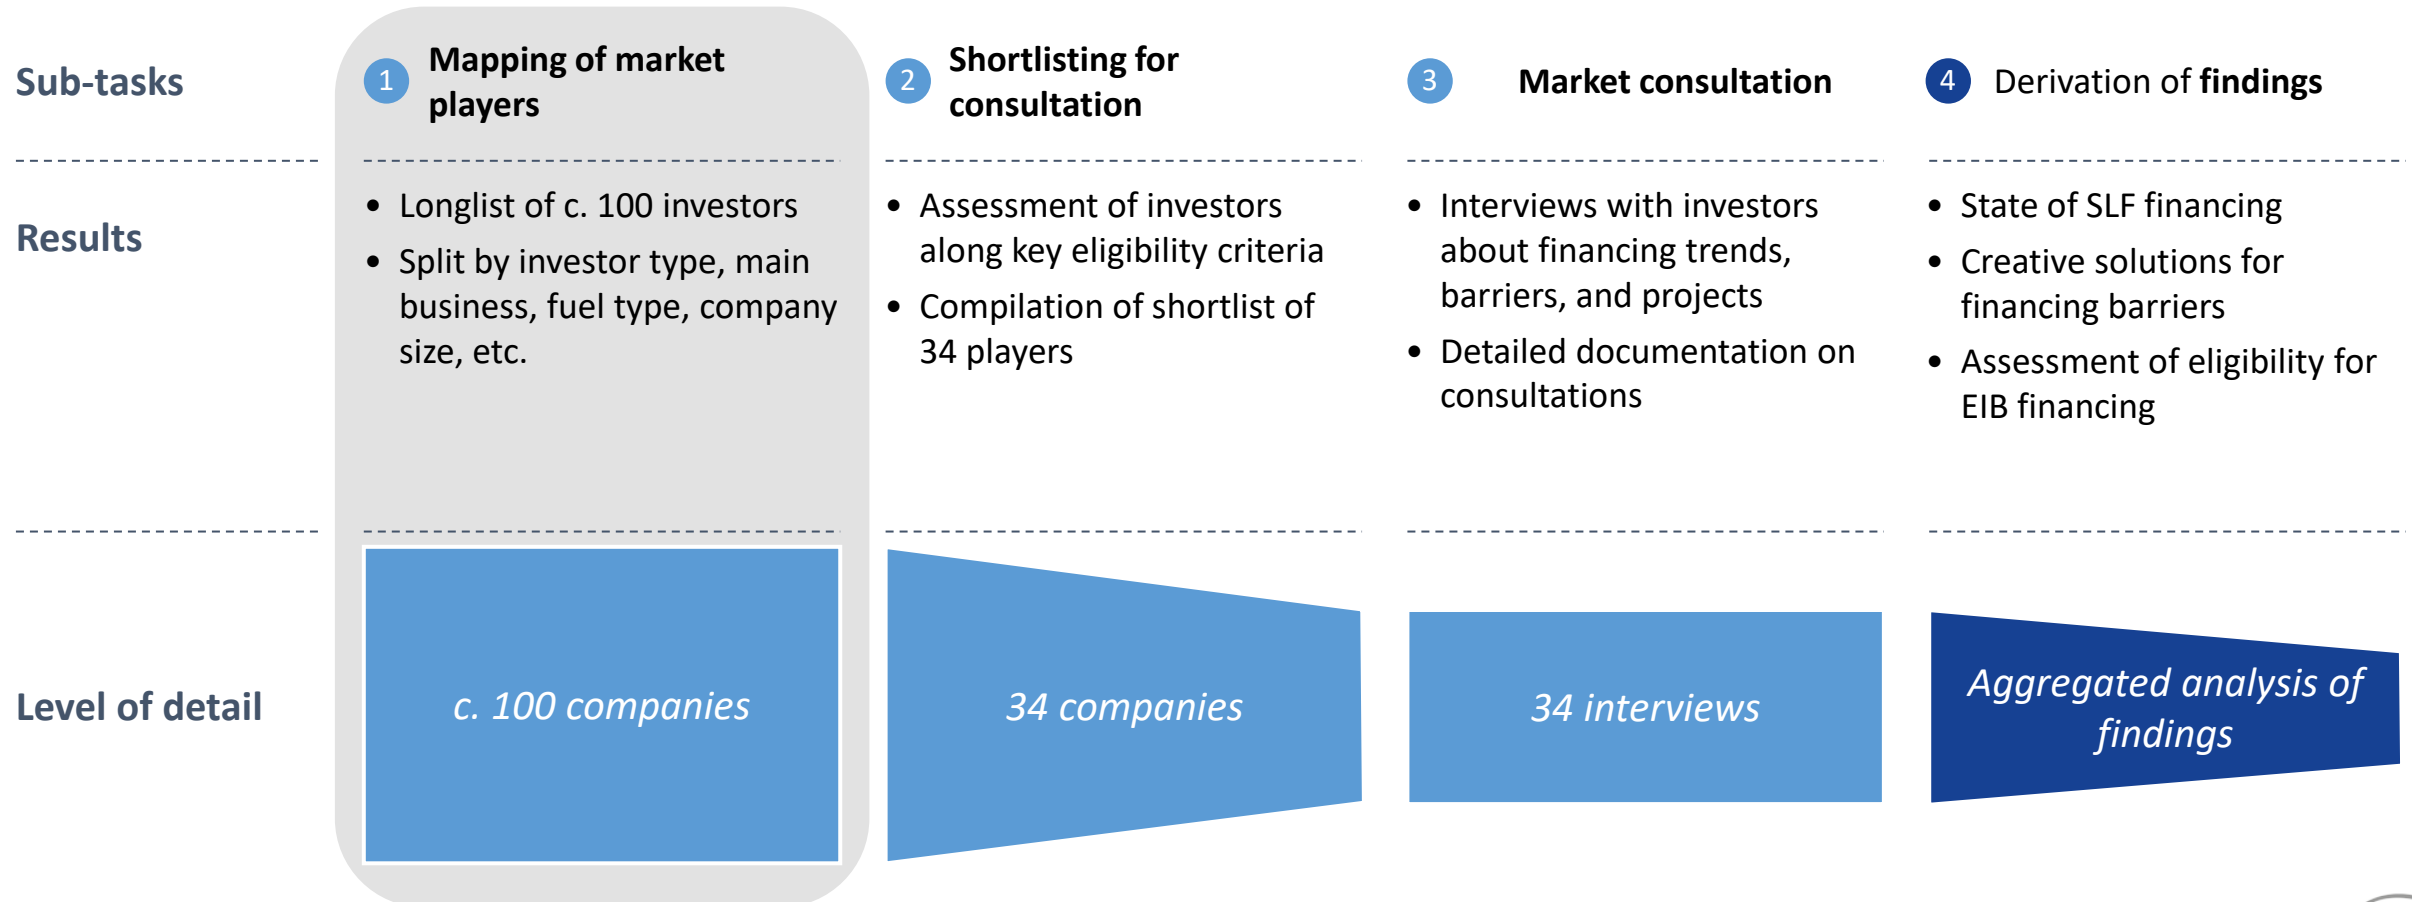 Sub-tasks
1
Mapping of market
players
2
Shortlisting for
consultation
3
Market consultation
4
Derivation of findings
Results
• Longlist of c. 100 investors
• Split by investor type, main
business, fuel type, company
size, etc.
• Assessment of investors
along key eligibility criteria
• Compilation of shortlist of
34 players
• Interviews with investors
about financing trends,
barriers, and projects
• Detailed documentation on
consultations
• State of SLF financing
• Creative solutions for
financing barriers
• Assessment of eligibility for
EIB financing
Level of detail
c. 100 companies
34 companies
34 interviews
Aggregated analysis of
findings